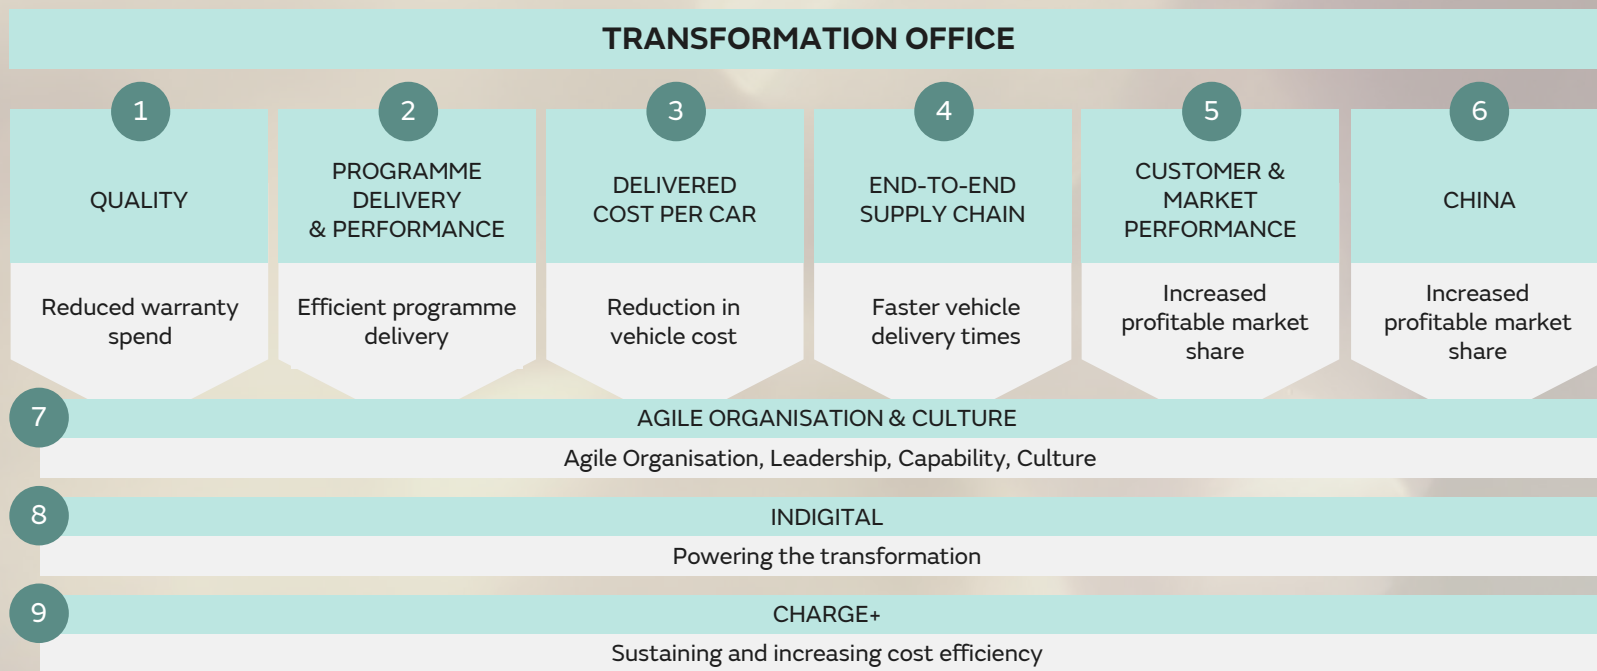 TRANSFORMATION OFFICE
1
QUALITY
Reduced warranty
spend
2
PROGRAMME
DELIVERY
& PERFORMANCE
Efficient programme
delivery
3
DELIVERED
COST PER CAR
Reduction in
vehicle cost
4
END-TO-END
SUPPLY CHAIN
Faster vehicle
delivery times
5
CUSTOMER &
MARKET
PERFORMANCE
Increased
profitable market
share
6
CHINA
Increased
profitable market
share
7
AGILE ORGANISATION & CULTURE
Agile Organisation, Leadership, Capability, Culture
8
INDIGITAL
Powering the transformation
9
CHARGE+
Sustaining and increasing cost efficiency